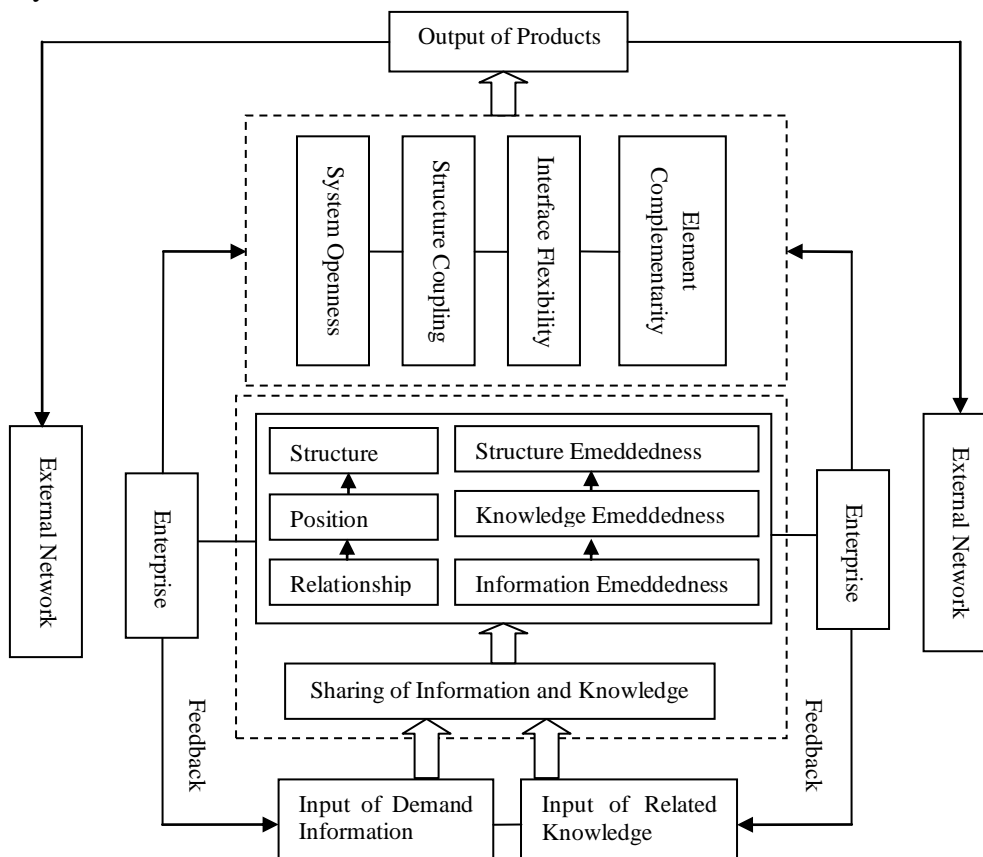 Output of Products
System Openness
Structure Coupling
Interface Flexibility
Element
Complementarity
External Network
Enterprise
Structure
Position
Relationship
Structure Emeddedness
Knowledge Emeddedness
Information Emeddedness
Enterprise
External Network
Sharing of Information and Knowledge
Feedback
Feedback
Input of Demand
Information
Input of Related
Knowledge